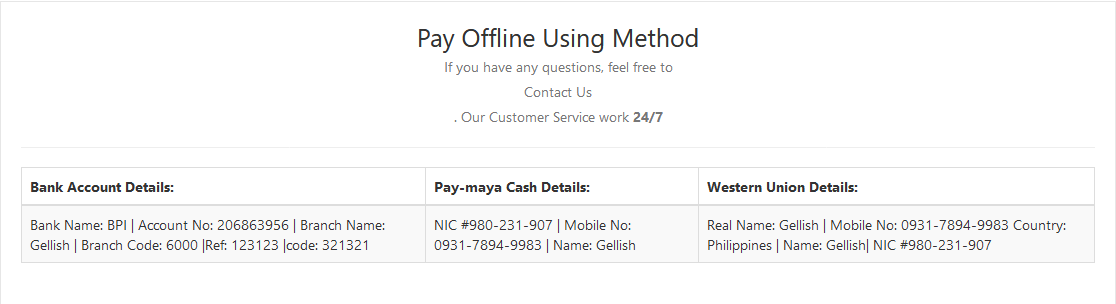 Pay Offline Using Method
If you have any questions, feel free to
Contact Us
. Our Customer Service work 24/7
Bank Account Details:
Pay-maya Cash Details:
Western Union Details:
Bank Name: BPI | Account No: 206863956 | Branch Name:
Gellish | Branch Code: 6000 |Ref: 123123 |code: 321321
NIC #980-231-907 | Mobile No:
0931-7894-9983 | Name: Gellish
Real Name: Gellish | Mobile No: 0931-7894-9983 Country:
Philippines | Name: Gellish| NIC #980-231-907